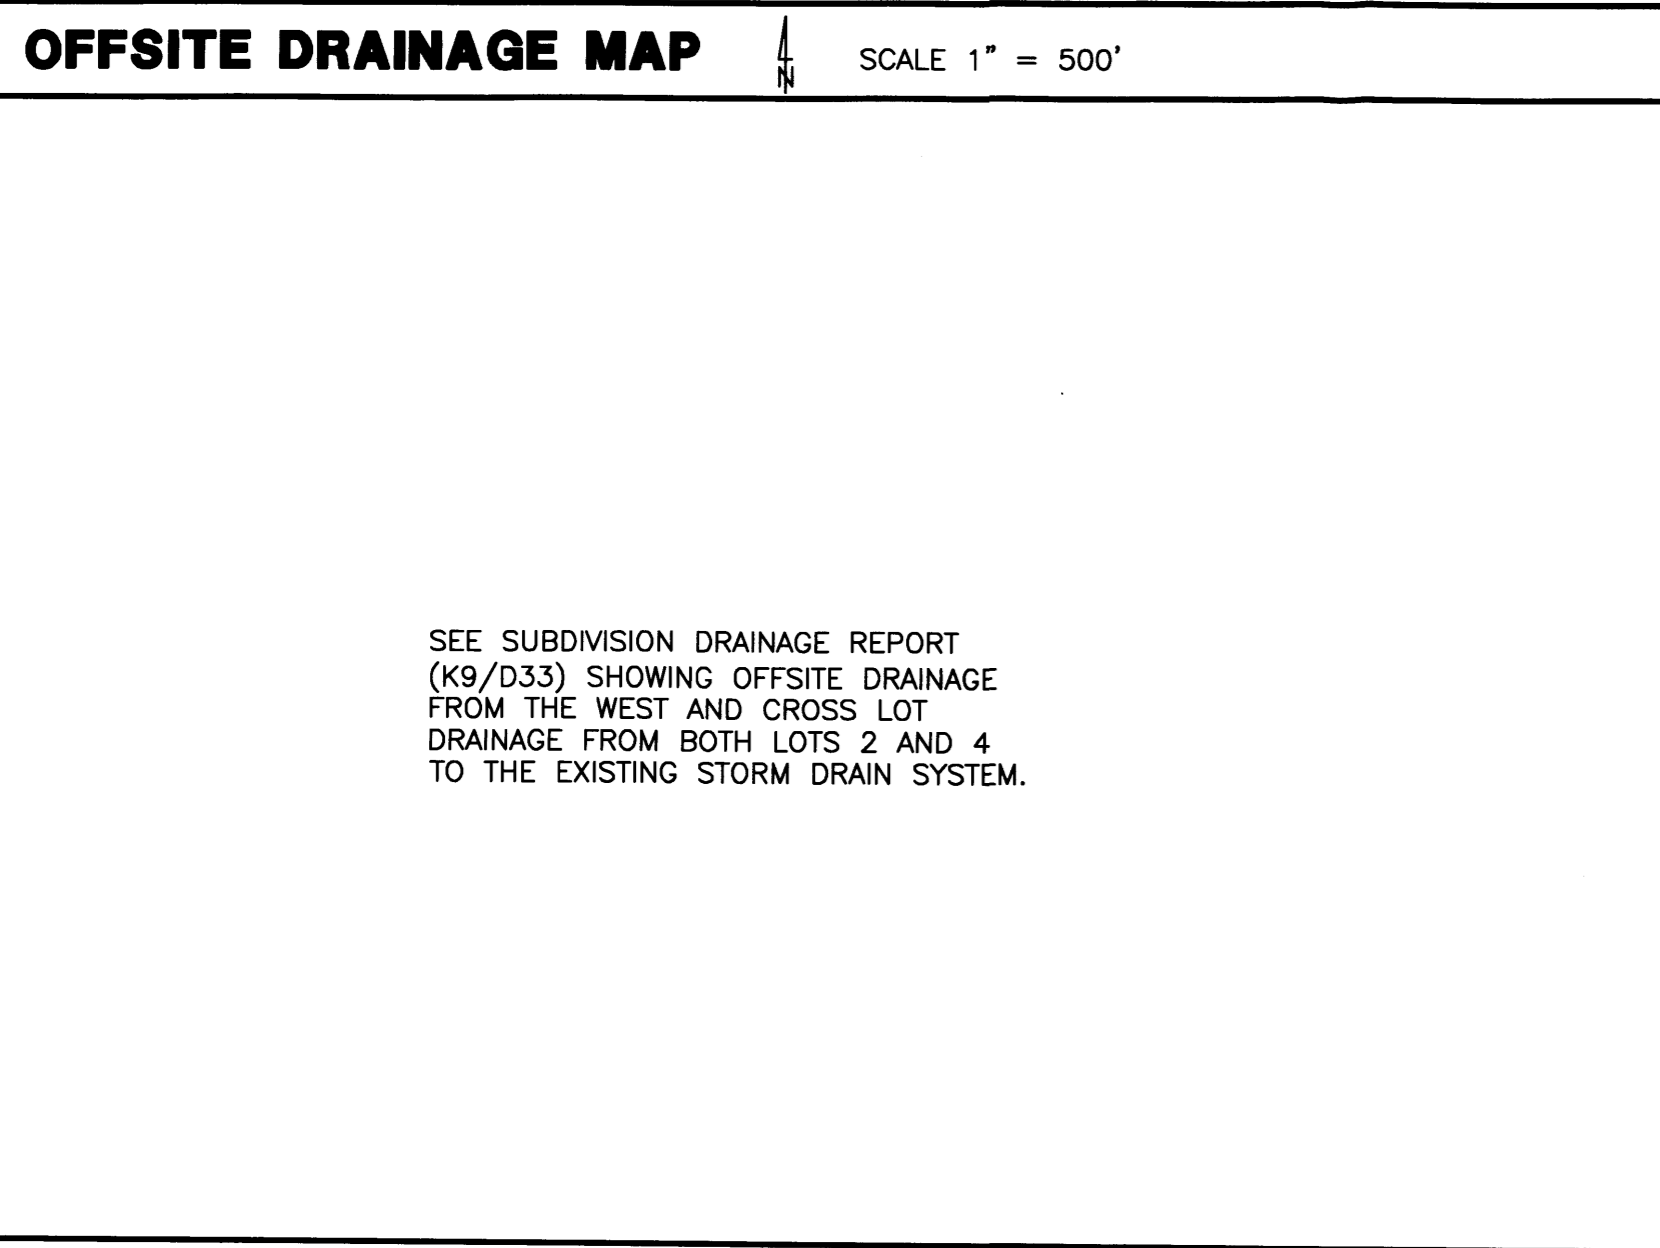 OFFSITE DRAINAGE MAP N SCALE 1" = 500'
SEE SUBDIVISION DRAINAGE REPORT
(K9/D33) SHOWING OFFSITE DRAINAGE
FROM THE WEST AND CROSS LOT
DRAINAGE FROM BOTH LOTS 2 AND 4
TO THE EXISTING STORM DRAIN SYSTEM.